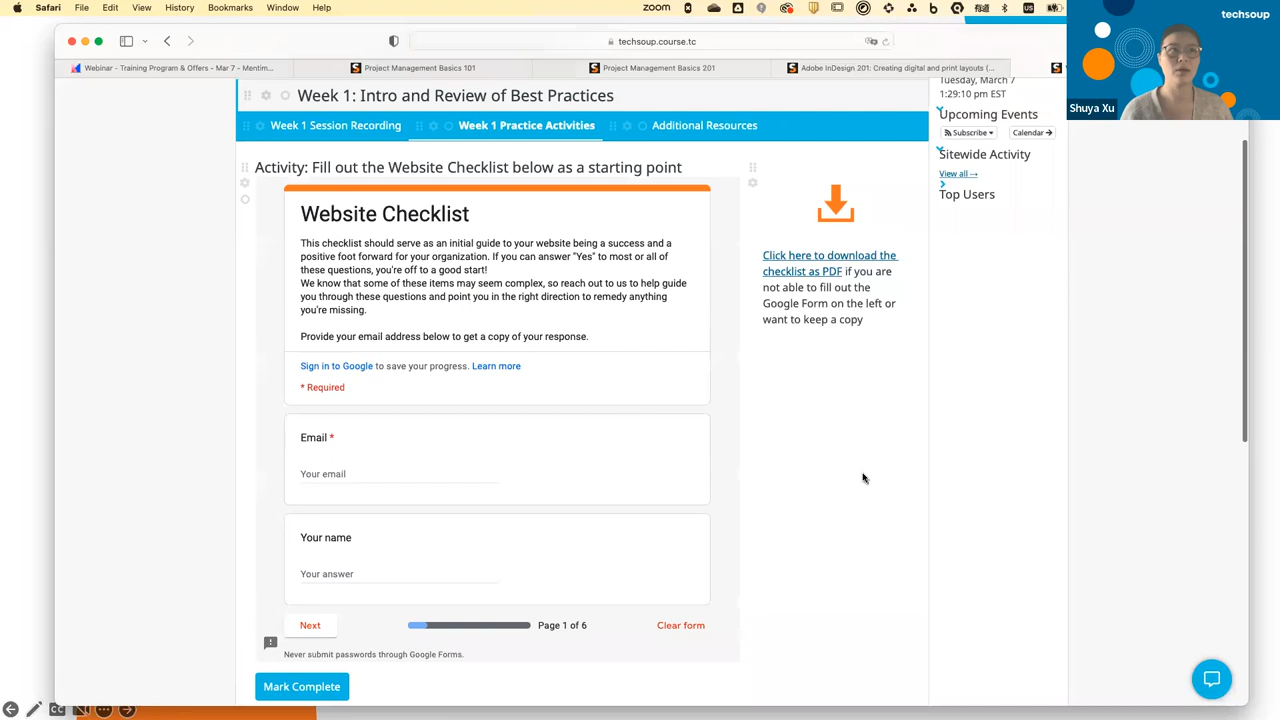 Safari File Edit View History Bookmarks Window Help
zoom
US
techsoup
techsoup.course.tc
Webinar - Training Program & Offers - Mar 7 - Mentim...
Project Management Basics 101
Project Management Basics 201
Adobe InDesign 201: Creating digital and print layouts (...
Shuya Xu
Week 1: Intro and Review of Best Practices
Week 1 Session Recording
Week 1 Practice Activities
Additional Resources
Tuesday, March 7
1:29:10 pm EST
Upcoming Events
Subscribe
Calendar
Sitewide Activity
View all →
Top Users
Activity: Fill out the Website Checklist below as a starting point
Website Checklist
This checklist should serve as an initial guide to your website being a success and a
positive foot forward for your organization. If you can answer "Yes" to most or all of
these questions, you're off to a good start!
We know that some of these items may seem complex, so reach out to us to help guide
you through these questions and point you in the right direction to remedy anything
you're missing.
Provide your email address below to get a copy of your response.
Sign in to Google to save your progress. Learn more
* Required
Email *
Your email
Your name
Your answer
Next
Page 1 of 6
Clear form
Never submit passwords through Google Forms.
Mark Complete
Click here to download the
checklist as PDF if you are
not able to fill out the
Google Form on the left or
want to keep a copy
CC